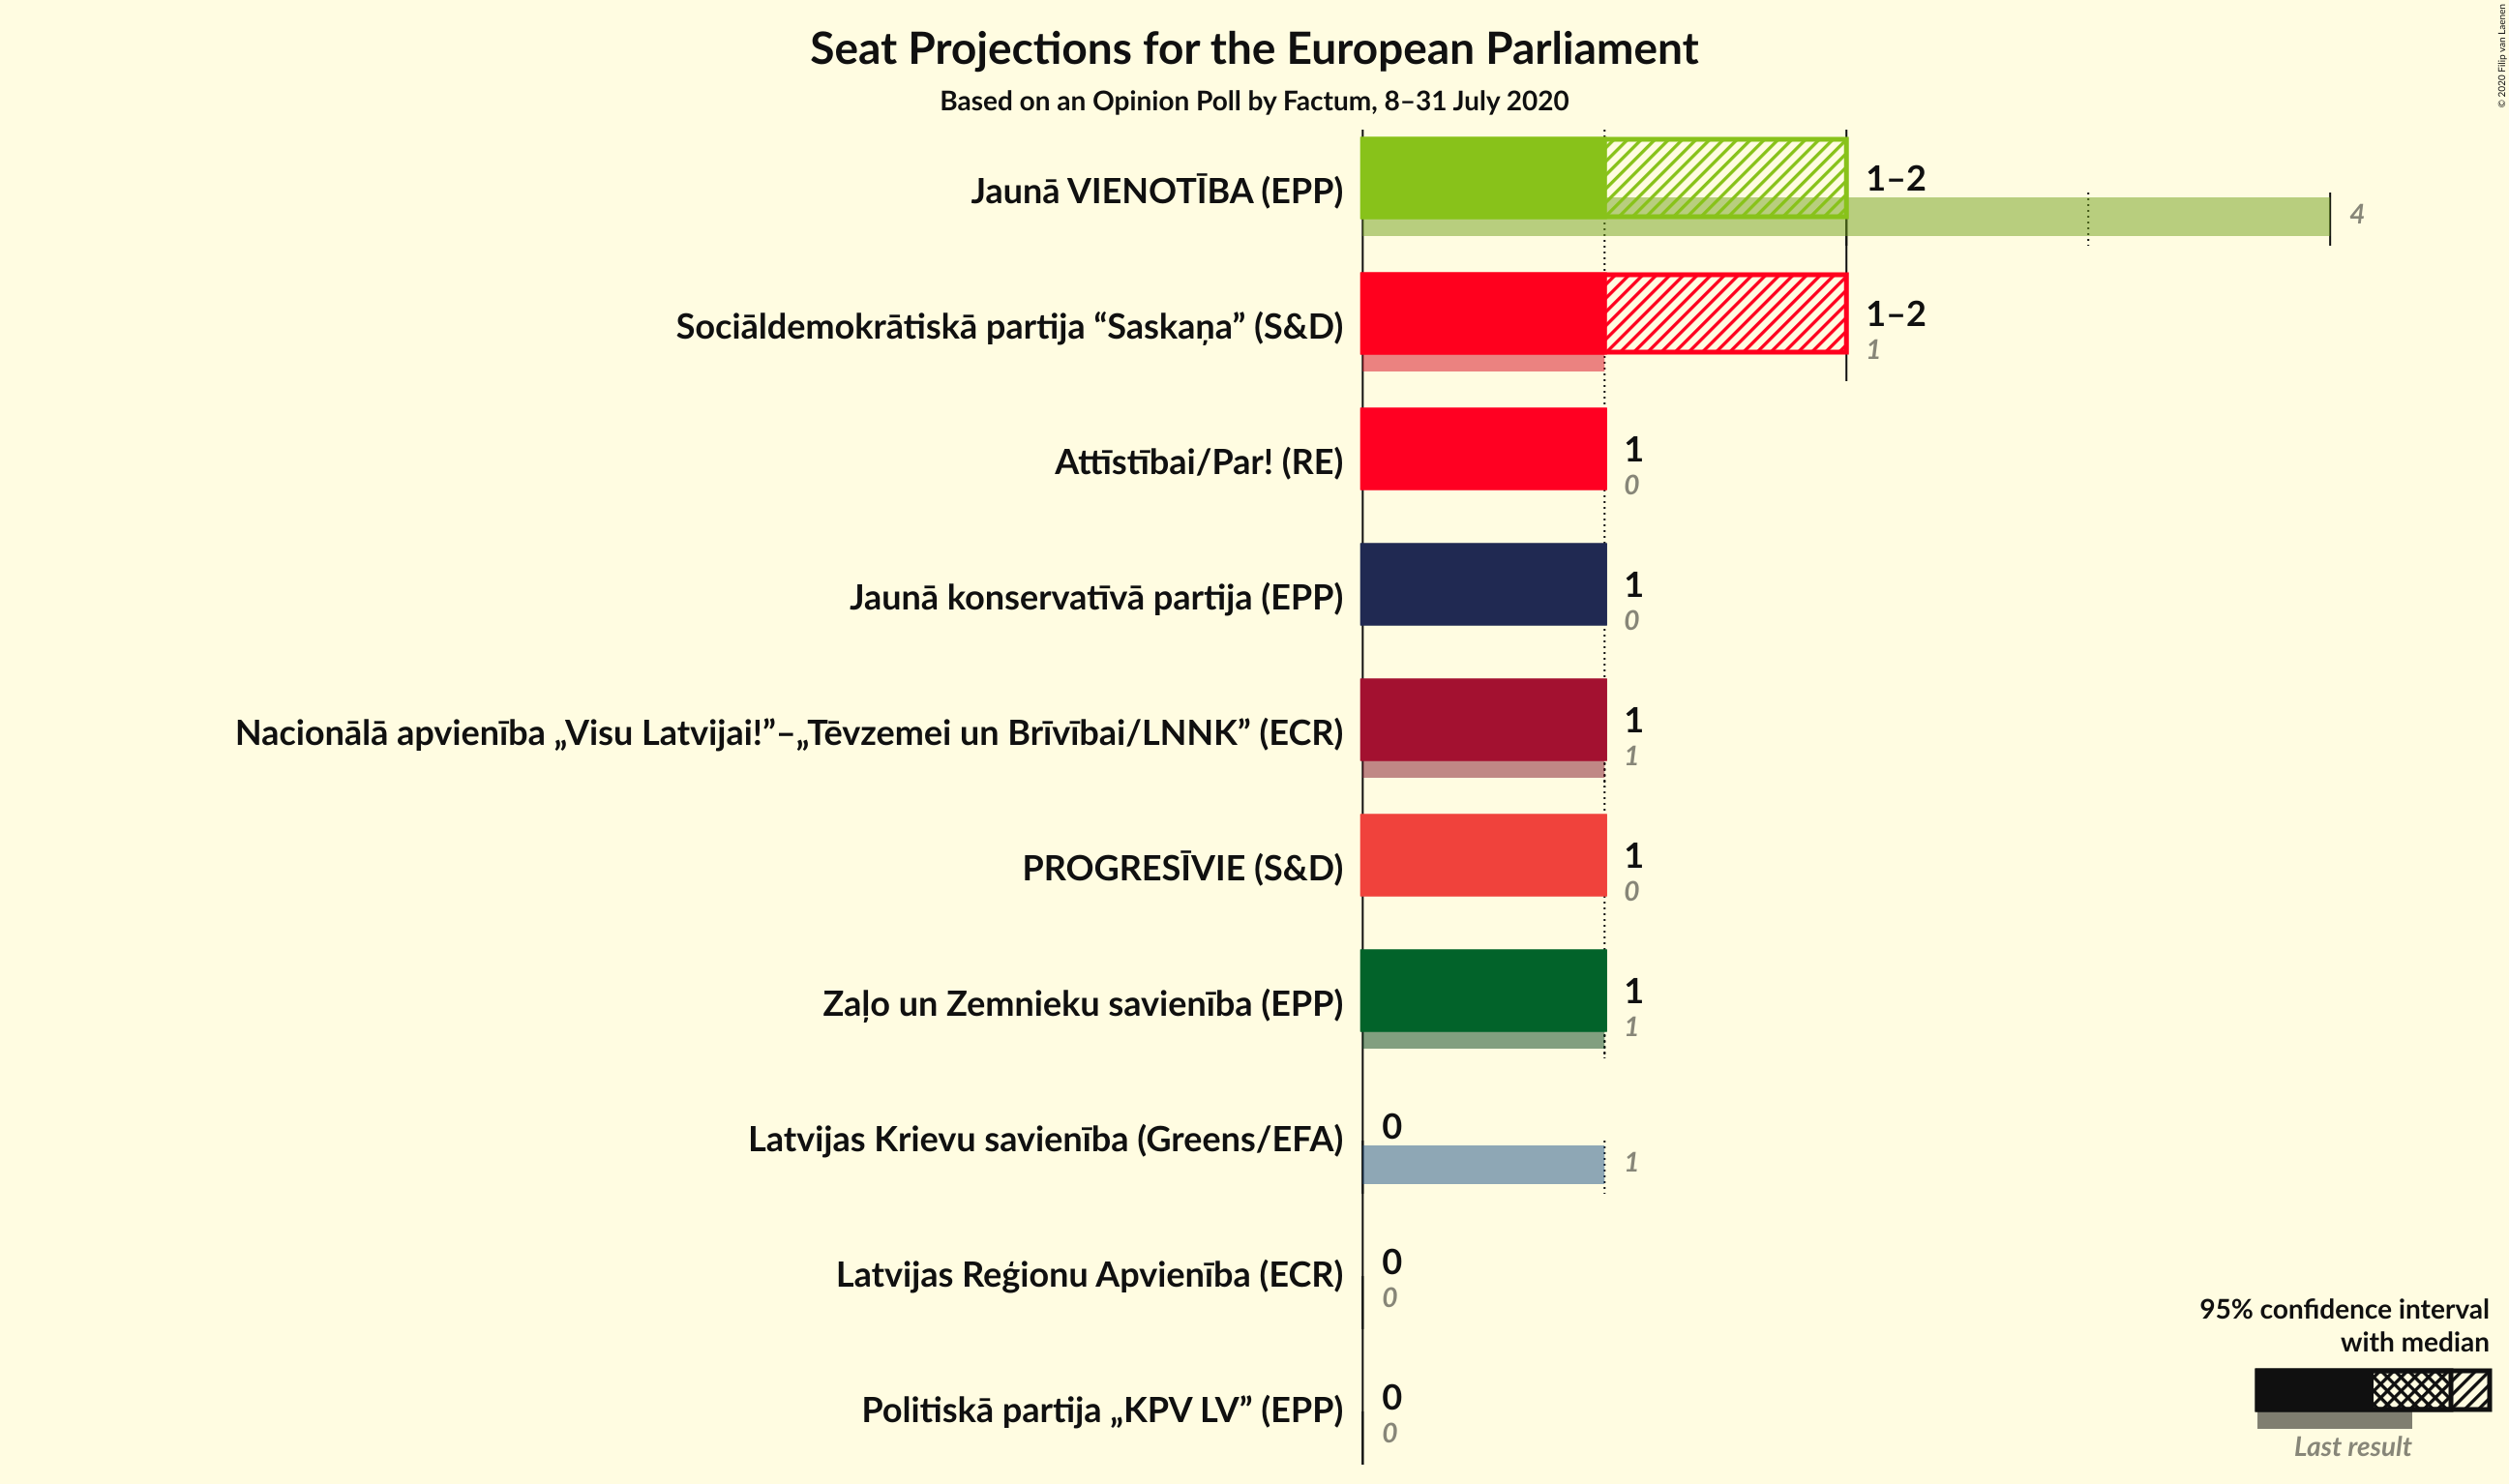 Seat Projections for the European Parliament
Based on an Opinion Poll by Factum, 8–31 July 2020
© 2020 Filip van Laenen
Jaunā VIENOTĪBA (EPP)
1–2
4
Sociāldemokrātiskā partija “Saskaņa” (S&D)
1–2
1
Attīstībai/Par! (RE)
1
0
Jaunā konservatīvā partija (EPP)
1
0
Nacionālā apvienība „Visu Latvijai!”–„Tēvzemei un Brīvībai/LNNK” (ECR)
1
1
PROGRESĪVIE (S&D)
1
0
Zaļo un Zemnieku savienība (EPP)
1
1
Latvijas Krievu savienība (Greens/EFA)
0
1
Latvijas Reģionu Apvienība (ECR)
0
0
Politiskā partija „KPV LV” (EPP)
0
0
95% confidence interval
with median
Last result